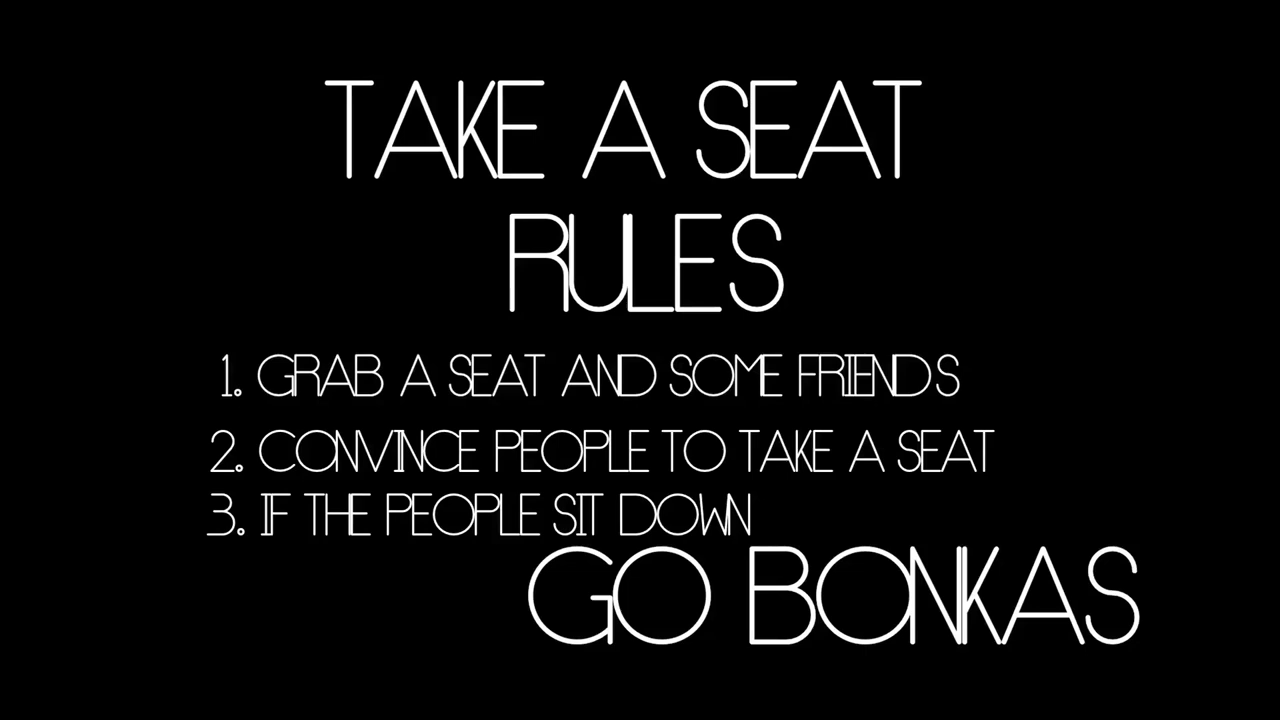 TAKE A SEAT
RULES
1. GRAB A SEAT AND SOME FRIENDS
2. CONVINCE PEOPLE TO TAKE A SEAT
3. IF THE PEOPLE SIT DOWN
GO BONKAS